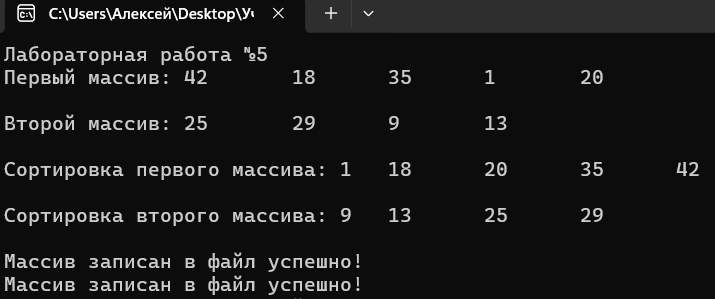 C:\Users\Алексей\Desktop\Уч
Лабораторная работа №5
Первый массив: 42 18 35 1 20
Второй массив: 25 29 9 13
Сортировка первого массива: 1 18 20 35 42
Сортировка второго массива: 9 13 25 29
Массив записан в файл успешно!
Массив записан в файл успешно!